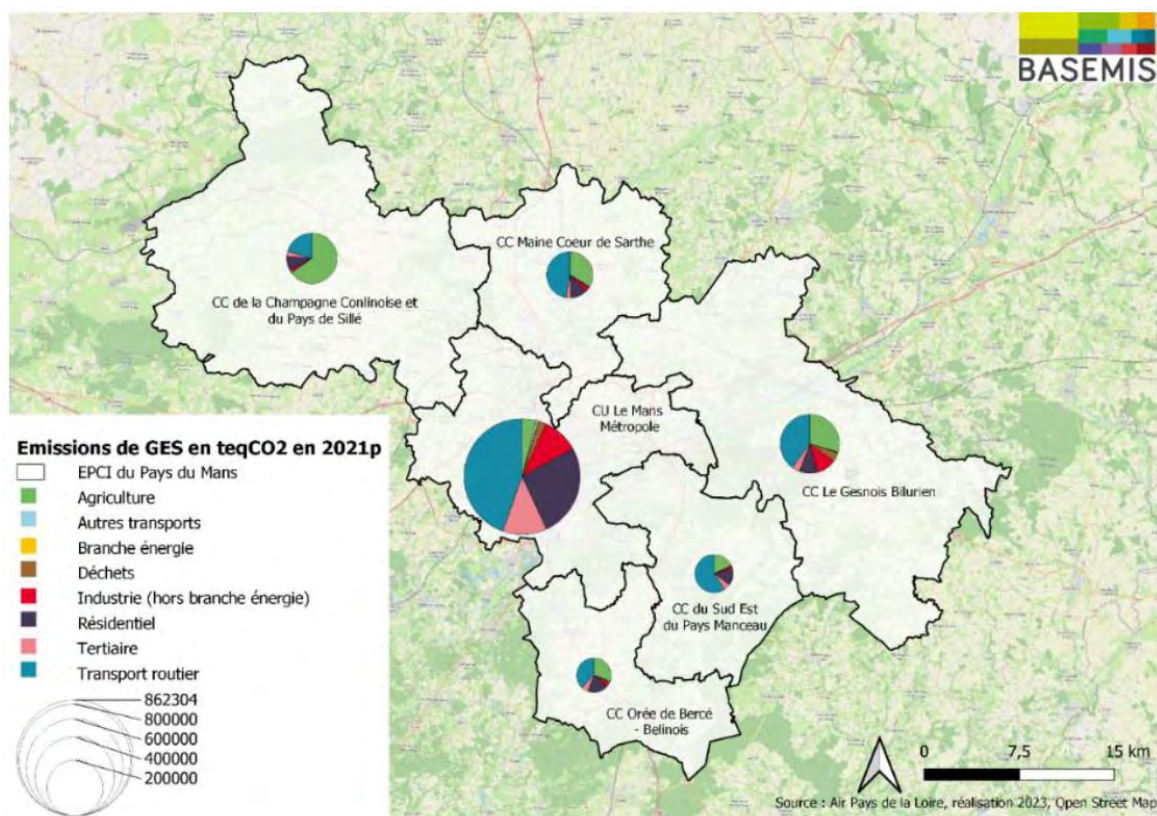 BASEMIS
CC Maine Coeur de Sarthe
CC de la Champagne Conlinoise et
du Pays de Sillé
CU Le Mans
Métropole
CC Le Gesnois Bilurien
CC du Sud Est
du Pays Manceau
CC Orée de Bercé
- Belinois
Emissions de GES en teqCO2 en 2021p
EPCI du Pays du Mans
Agriculture
Autres transports
Branche énergie
Déchets
Industrie (hors branche énergie)
Résidentiel
Tertiaire
Transport routier
862304
800000
600000
400000
200000
0 7,5 15 km
Source : Air Pays de la Loire, réalisation 2023, Open Street Map